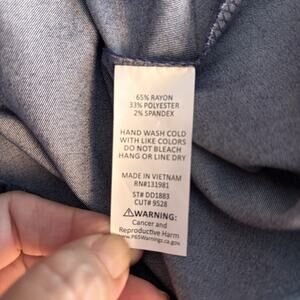 65% RAYON
33% POLYESTER
2% SPANDEX
HAND WASH COLD
WITH LIKE COLORS
DO NOT BLEACH
HANG OR LINE DRY
MADE IN VIETNAM
RN#131981
ST# DD1883
CUT# 9528
⚠WARNING:
Cancer and
Reproductive Harm
www.P65Warnings.ca.gov